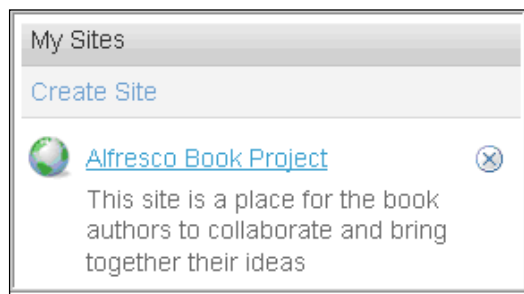 My Sites
Create Site
Alfresco Book Project
This site is a place for the book
authors to collaborate and bring
together their ideas